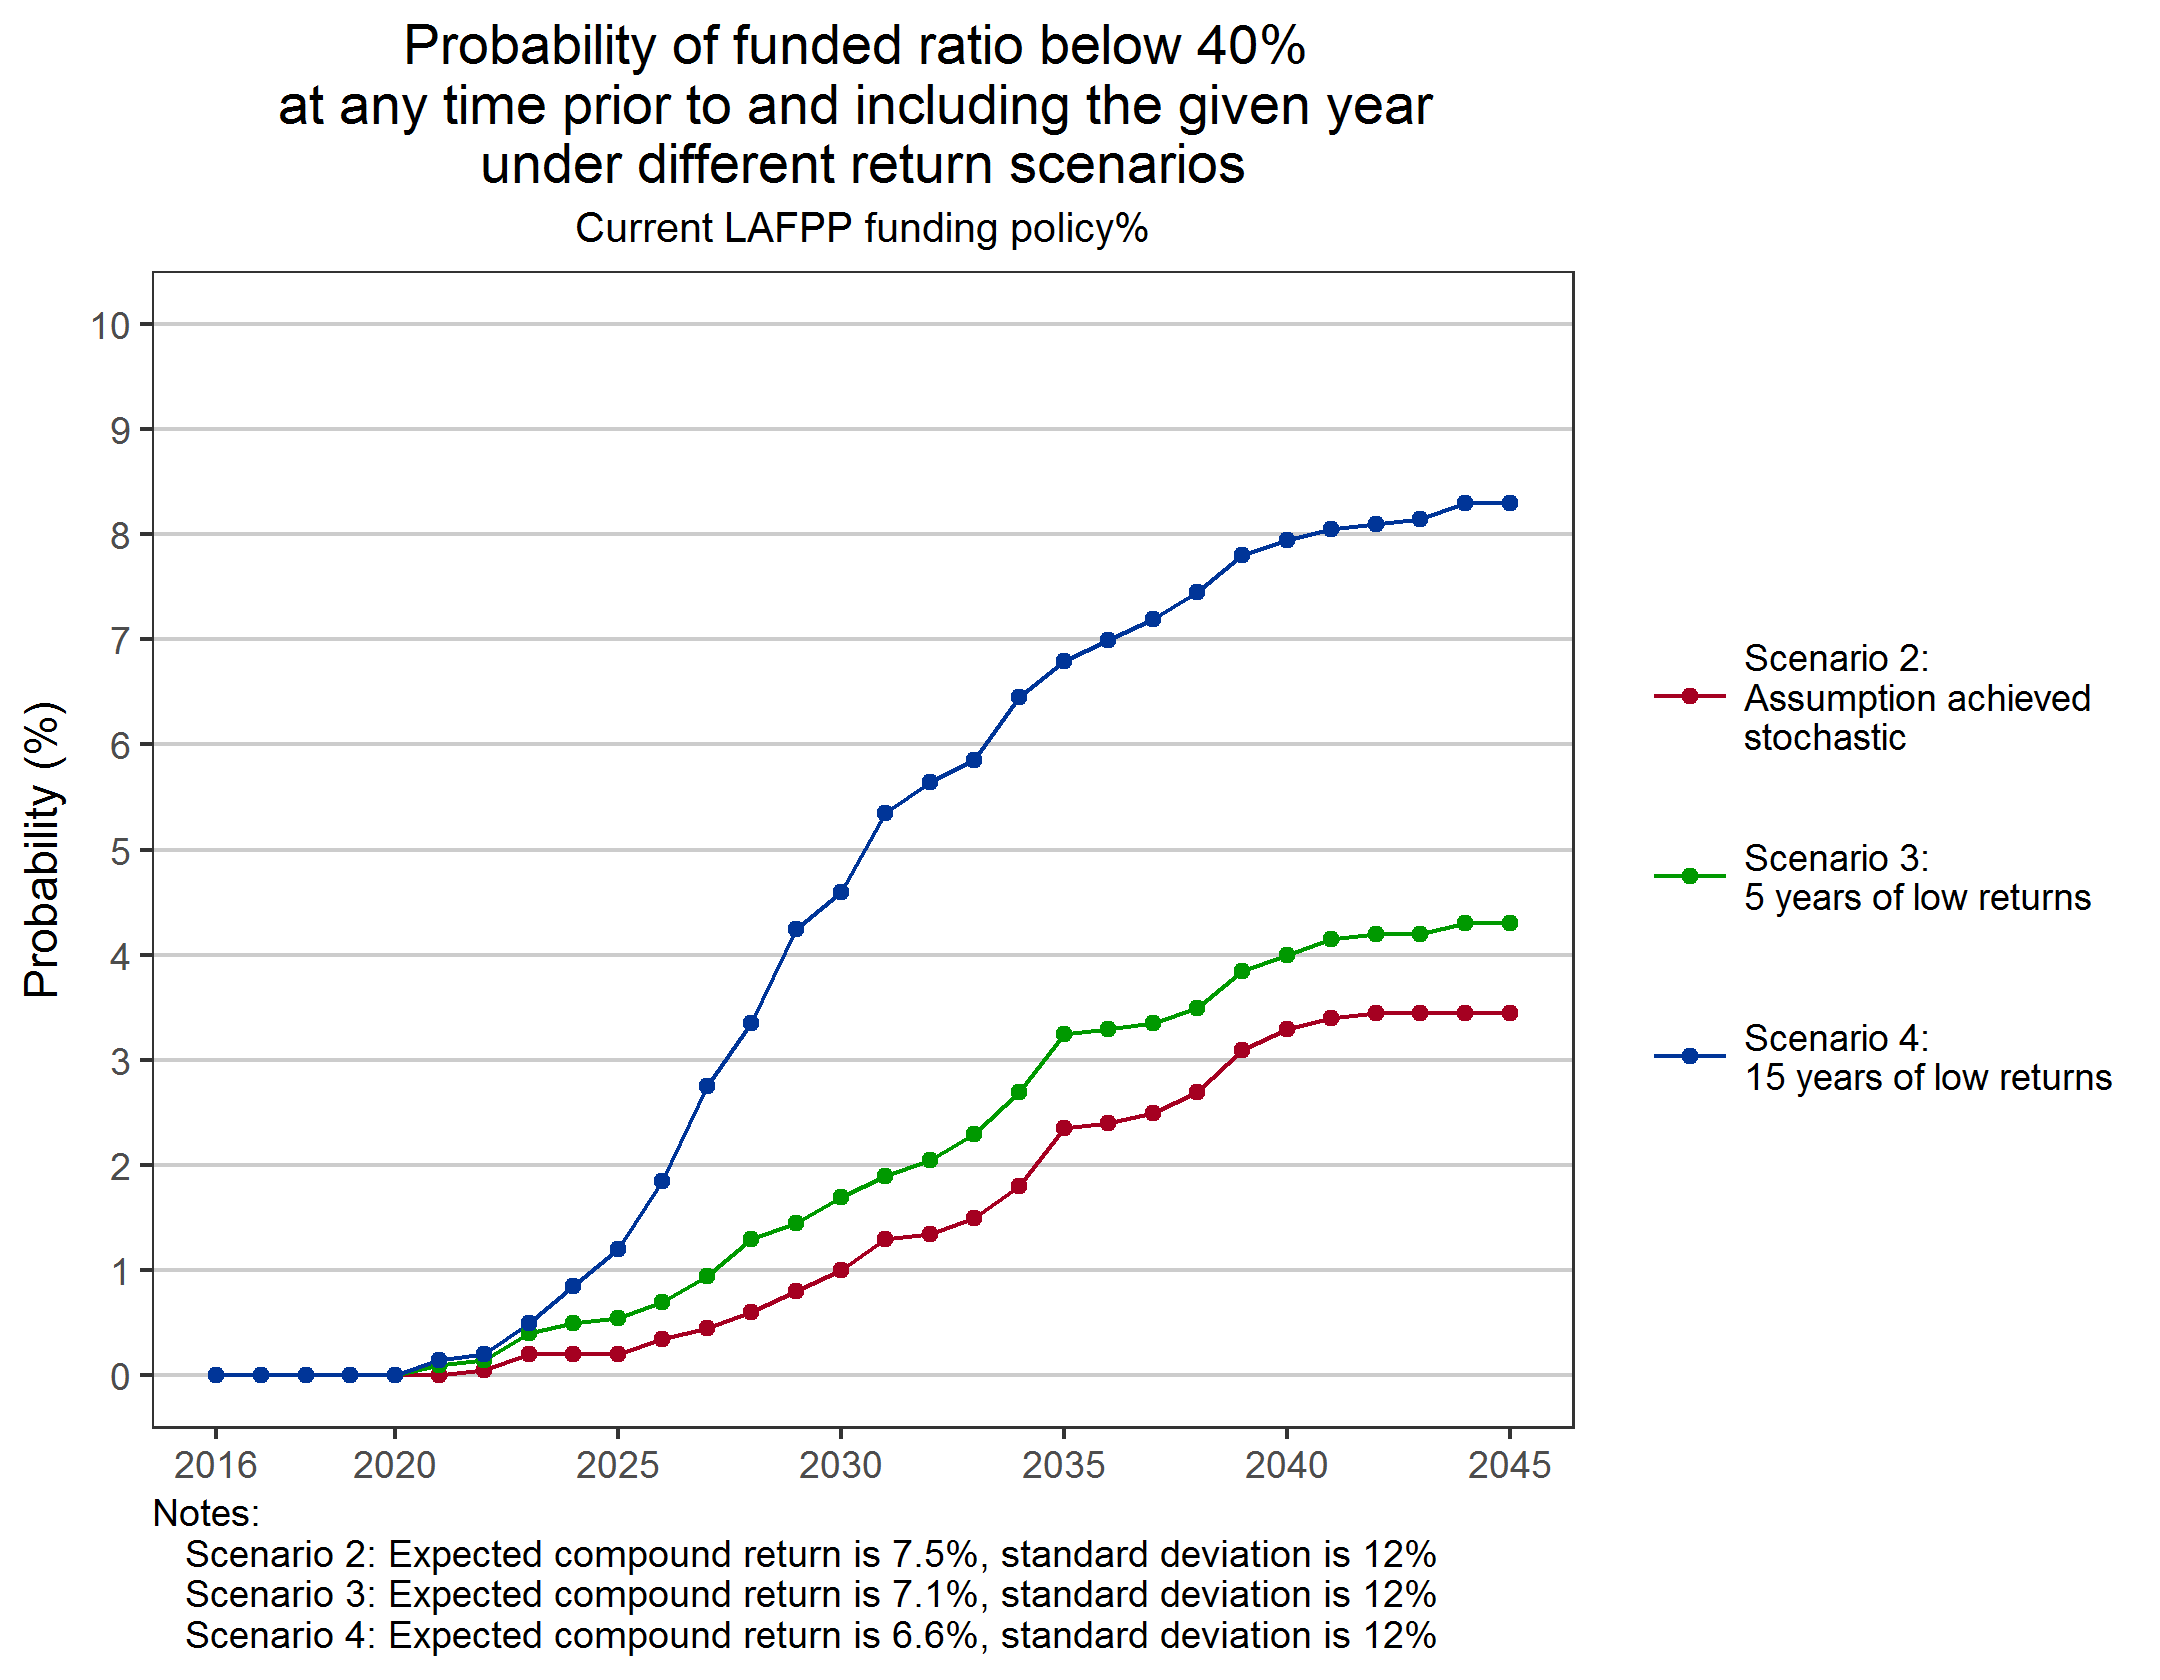 Probability of funded ratio below 40%
at any time prior to and including the given year
under different return scenarios
Current LAFPP funding policy%
Probability (%)
10
9
8
7
6
5
4
3
2
1
0
2016
2020
2025
2030
2035
2040
2045
Scenario 2:
Assumption achieved
stochastic
Scenario 3:
5 years of low returns
Scenario 4:
15 years of low returns
Notes:
Scenario 2: Expected compound return is 7.5%, standard deviation is 12%
Scenario 3: Expected compound return is 7.1%, standard deviation is 12%
Scenario 4: Expected compound return is 6.6%, standard deviation is 12%